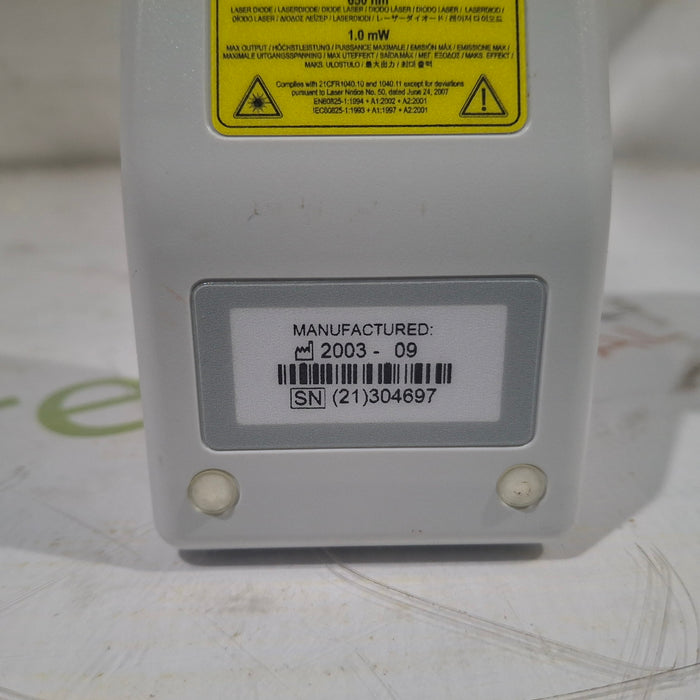 650 nm
LASER DIODE / LASERDIODE / DIODE LASER / DIODO LÁSER / DIODO LASER / LASERDIOD /
DÍODO LASER / ΔΙΟΔΟΣ ΛΕΪΖΕΡ / LASERDIODI / レーザーダイオード / 레이저 다이오드
1.0 mW
MAX OUTPUT / HÖCHSTLEISTUNG / PUISSANCE MAXIMALE / EMISIÓN MÁX / EMISSIONE MAX /
MAXIMALE UITGANGSSPANNING / MAX UTEFFEKT / SAÍDA MÁX / ΜΕΓ. ΕΞΟΔΟΣ / MAKS. EFFEKT /
MAKS. ULOSTULO / 最大出力 / 최대 출력
Complies with 21CFR1040.10 and 1040.11 except for deviations
pursuant to Laser Notice No. 50, dated June 24, 2007
EN60825-1:1994 + A1:2002 + A2:2001
IEC60825-1:1993 + A1:1997 + A2:2001
MANUFACTURED:
2003 - 09
SN (21)304697